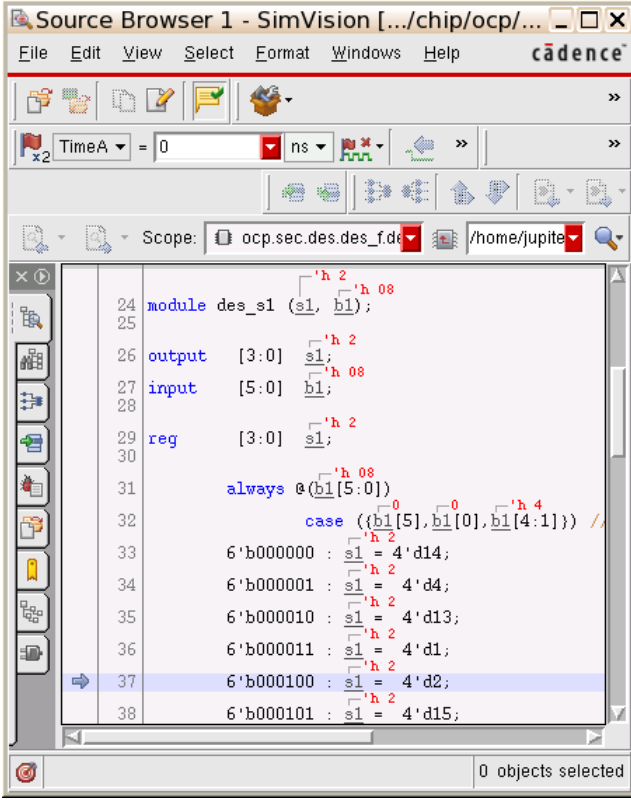 Source Browser 1 - SimVision [.../chip/ocp/...
File Edit View Select Format Windows Help cādence
»
x2 TimeA = 0 ns » »
Scope: ocp.sec.des.des_f.de /home/jupite
'h 2
'h 08
24 module des_s1 (s1, b1);
25
'h 2
26 output [3:0] s1;
'h 08
27 input [5:0] b1;
28
'h 2
29 reg [3:0] s1;
30
'h 08
31 always @(b1[5:0])
0 0 'h 4
32 case ({b1[5],b1[0],b1[4:1]}) //
'h 2
33 6'b000000 : s1 = 4'd14;
'h 2
34 6'b000001 : s1 = 4'd4;
'h 2
35 6'b000010 : s1 = 4'd13;
'h 2
36 6'b000011 : s1 = 4'd1;
'h 2
37 6'b000100 : s1 = 4'd2;
'h 2
38 6'b000101 : s1 = 4'd15;
0 objects selected